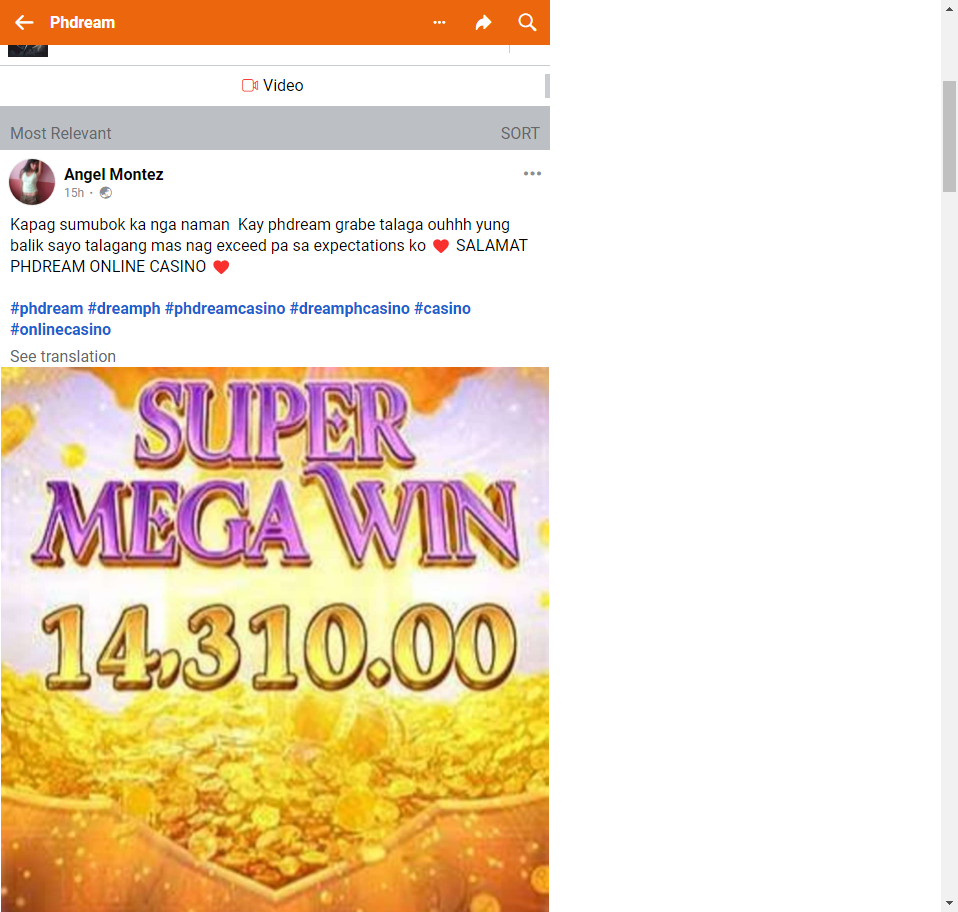 Phdream
Video
Most Relevant
SORT
Angel Montez
15h ·
Kapag sumubok ka nga naman  Kay phdream grabe talaga ouhhh yung
balik sayo talagang mas nag exceed pa sa expectations ko ♥ SALAMAT
PHDREAM ONLINE CASINO ♥
#phdream #dreamph #phdreamcasino #dreamphcasino #casino
#onlinecasino
See translation
SUPER
MEGA WIN
14,310.00